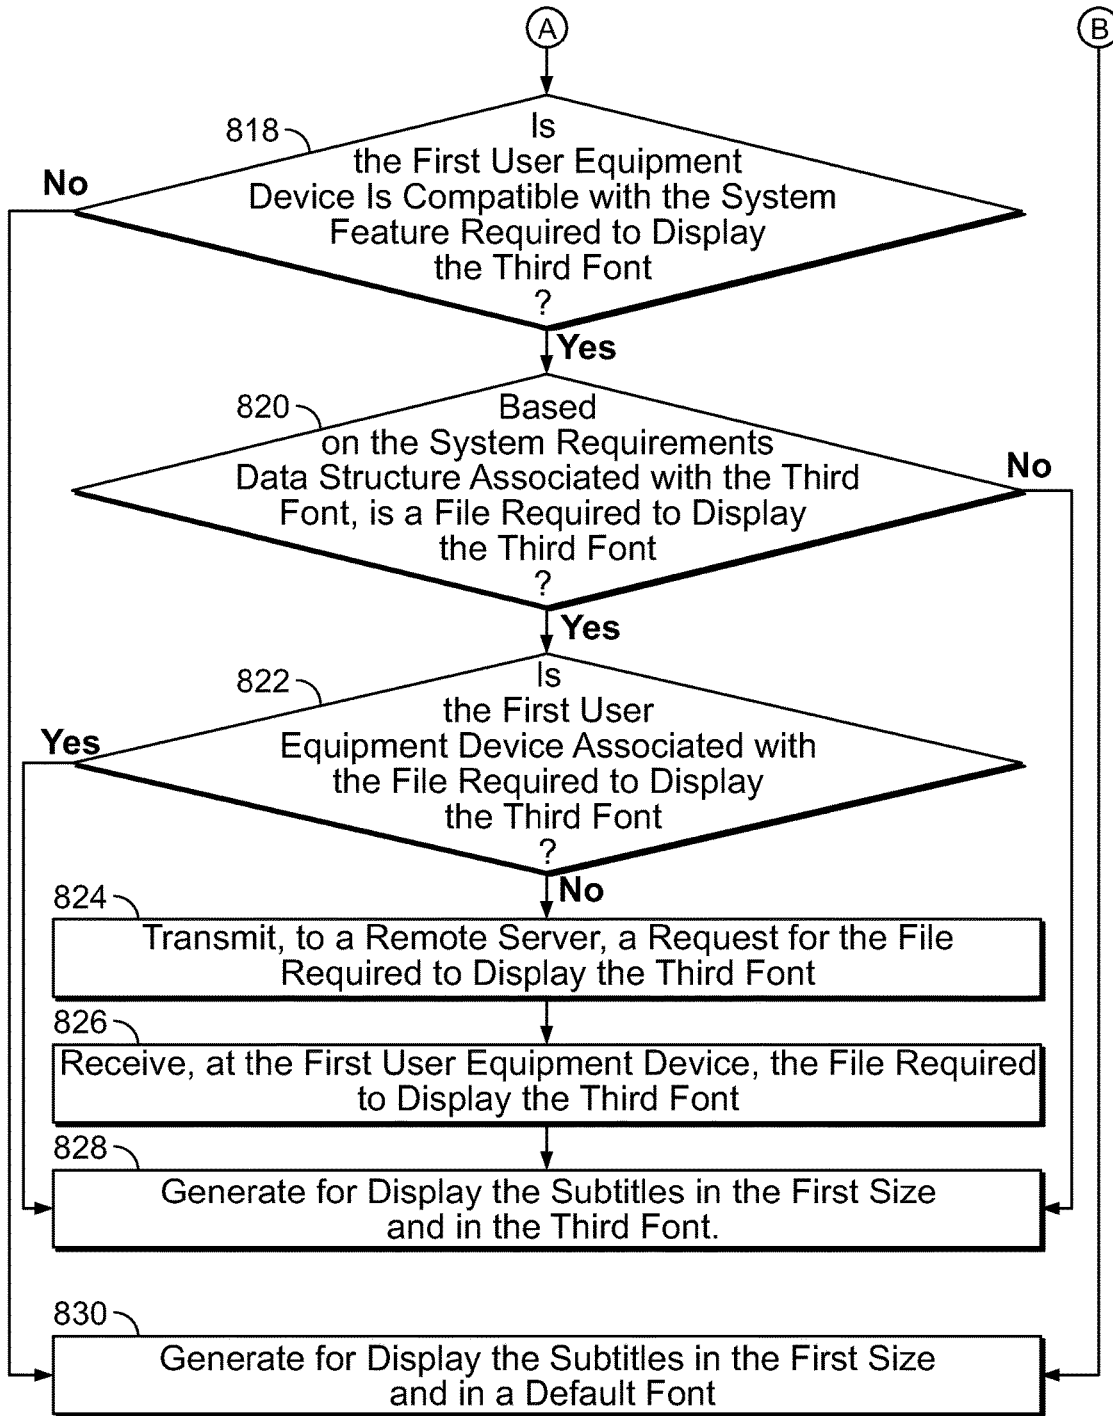 A
B
818
Is
the First User Equipment
Device Is Compatible with the System
Feature Required to Display
the Third Font
?
No
Yes
820
Based
on the System Requirements
Data Structure Associated with the Third
Font, is a File Required to Display
the Third Font
?
No
Yes
822
Is
the First User
Equipment Device Associated with
the File Required to Display
the Third Font
?
Yes
No
824
Transmit, to a Remote Server, a Request for the File
Required to Display the Third Font
826
Receive, at the First User Equipment Device, the File Required
to Display the Third Font
828
Generate for Display the Subtitles in the First Size
and in the Third Font.
830
Generate for Display the Subtitles in the First Size
and in a Default Font